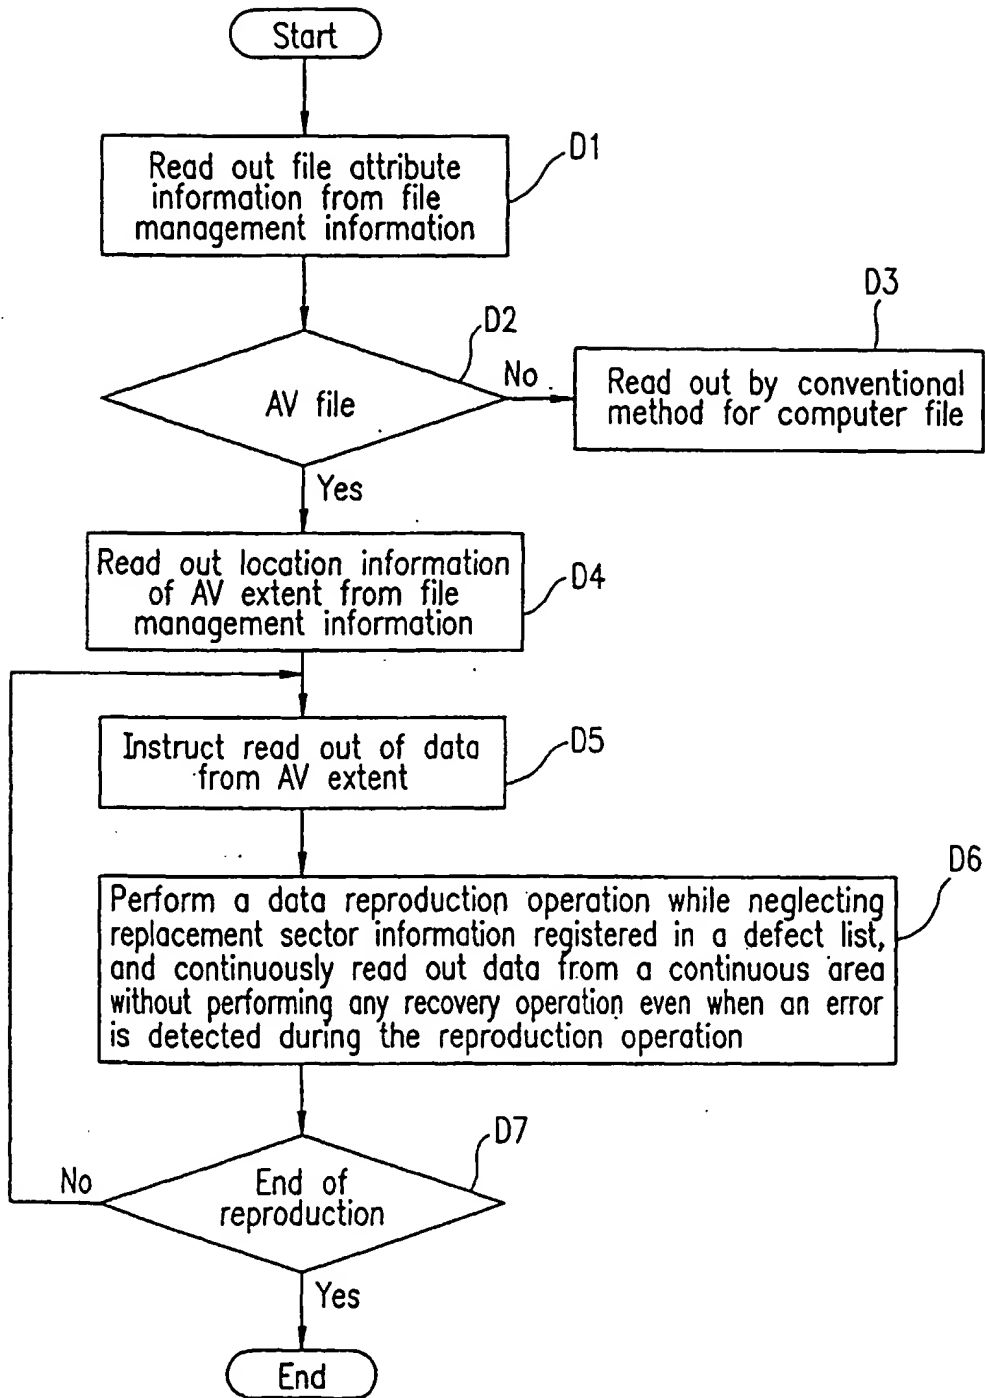 Start
Read out file attribute
information from file
management information
D1
AV file
D2
No
D3
Read out by conventional
method for computer file
Yes
Read out location information
of AV extent from file
management information
D4
Instruct read out of data
from AV extent
D5
D6
Perform a data reproduction operation while neglecting
replacement sector information registered in a defect list,
and continuously read out data from a continuous area
without performing any recovery operation even when an error
is detected during the reproduction operation
D7
No
End of
reproduction
Yes
End